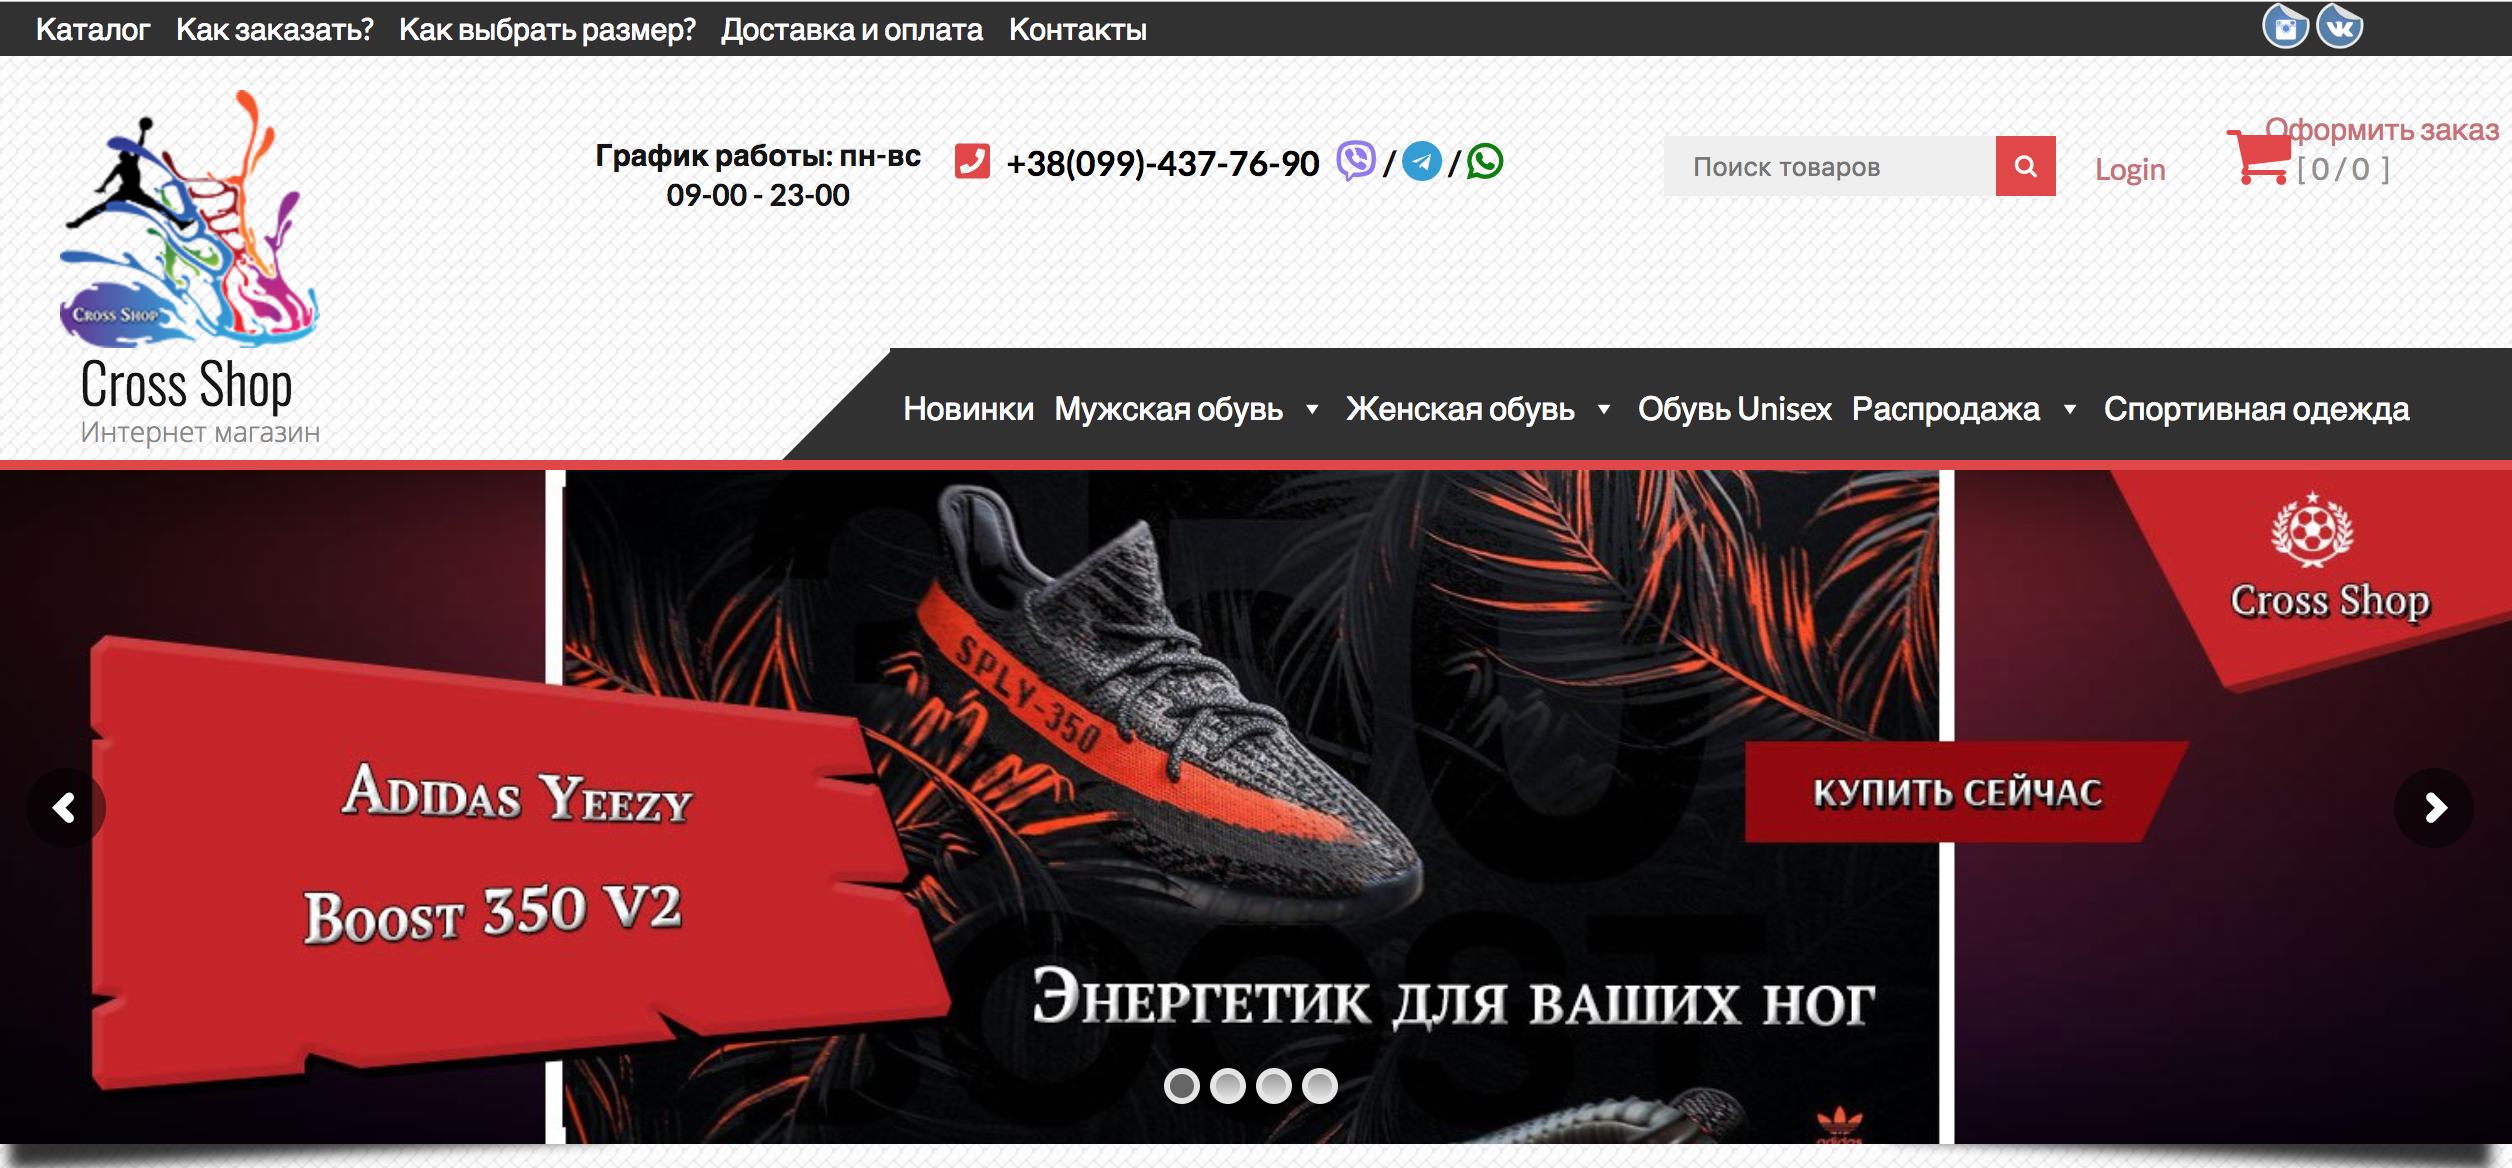 Каталог Как заказать? Как выбрать размер? Доставка и оплата Контакты
График работы: пн-вс
09-00 - 23-00
+38(099)-437-76-90 / /
Поиск товаров
Login
Оформить заказ
[ 0 / 0 ]
Cross Shop
Cross Shop
Интернет магазин
Новинки Мужская обувь Женская обувь Обувь Unisex Распродажа Спортивная одежда
Cross Shop
SPLY-350
Adidas Yeezy
Boost 350 V2
КУПИТЬ СЕЙЧАС
Энергетик для ваших ног
BOOST
adidas